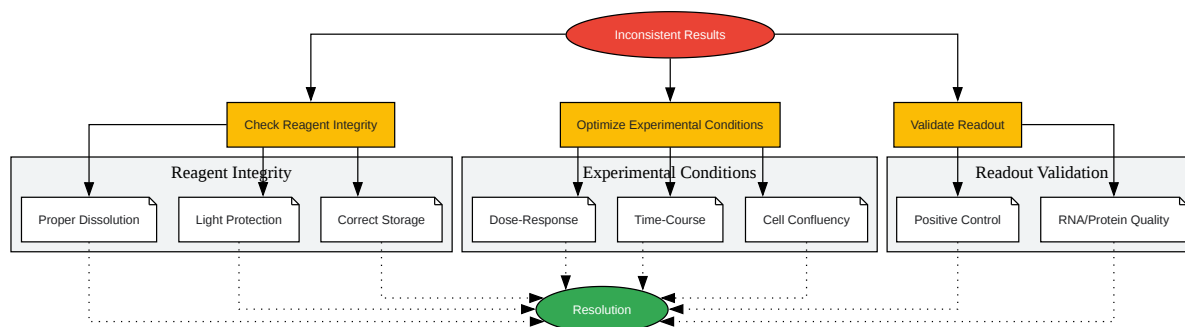 Inconsistent Results
Check Reagent Integrity
Optimize Experimental Conditions
Validate Readout
Reagent Integrity
Experimental Conditions
Readout Validation
Proper Dissolution
Light Protection
Correct Storage
Dose-Response
Time-Course
Cell Confluency
Positive Control
RNA/Protein Quality
Resolution